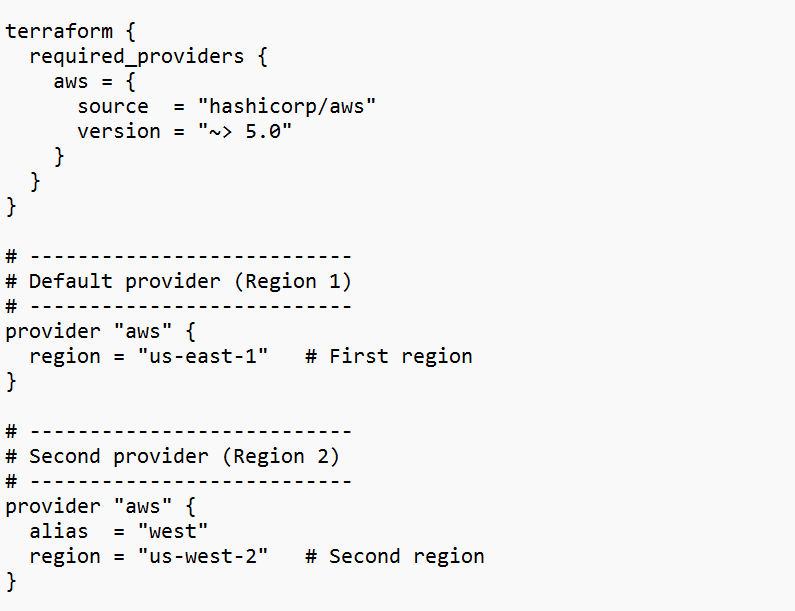 terraform {
  required_providers {
    aws = {
      source  = "hashicorp/aws"
      version = "~> 5.0"
    }
  }
}

# ---------------------------
# Default provider (Region 1)
# ---------------------------
provider "aws" {
  region = "us-east-1"   # First region
}

# ---------------------------
# Second provider (Region 2)
# ---------------------------
provider "aws" {
  alias  = "west"
  region = "us-west-2"   # Second region
}